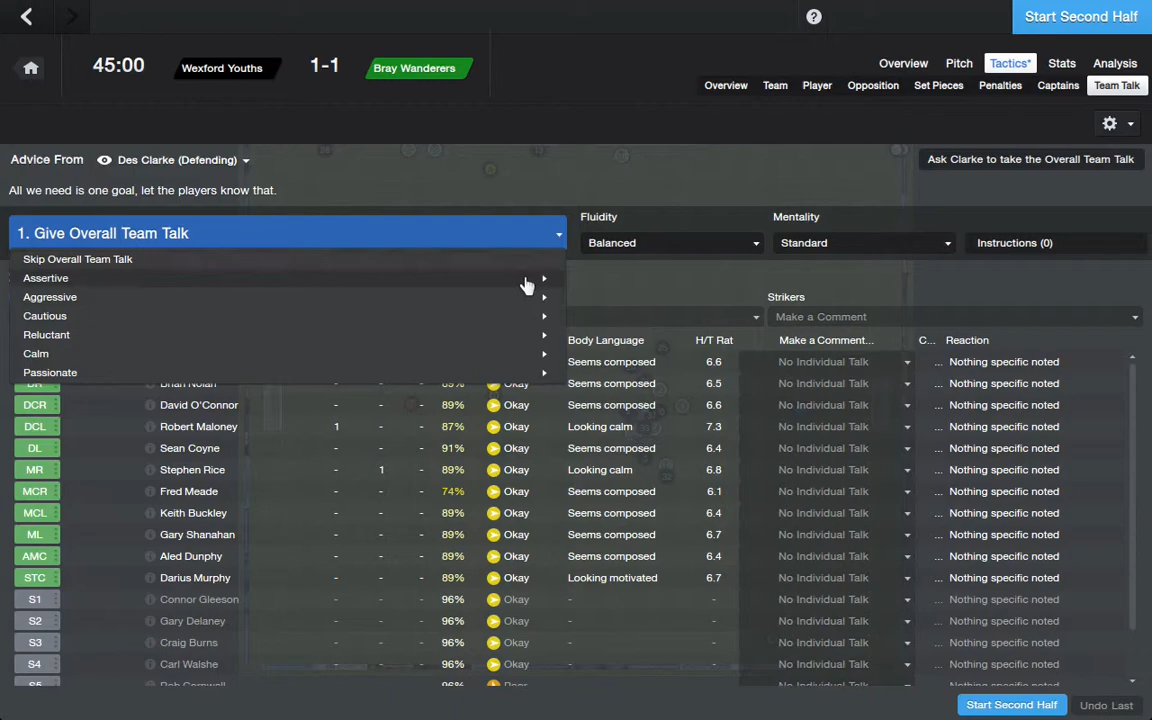 Start Second Half
45:00
Wexford Youths
1-1
Bray Wanderers
Overview Pitch Tactics* Stats Analysis
Overview Team Player Opposition Set Pieces Penalties Captains Team Talk
Advice From Des Clarke (Defending)
Ask Clarke to take the Overall Team Talk
All we need is one goal, let the players know that.
Fluidity
Mentality
1. Give Overall Team Talk
Balanced
Standard
Instructions (0)
Skip Overall Team Talk
Assertive
Aggressive
Cautious
Reluctant
Calm
Passionate
Strikers
Make a Comment
Body Language H/T Rat Make a Comment... C... Reaction
Seems composed 6.6 No Individual Talk ... Nothing specific noted
DR Brian Nolan - - - 89% Okay Seems composed 6.5 No Individual Talk ... Nothing specific noted
DCR David O'Connor - - - 89% Okay Seems composed 6.6 No Individual Talk ... Nothing specific noted
DCL Robert Maloney 1 - - 87% Okay Looking calm 7.3 No Individual Talk ... Nothing specific noted
DL Sean Coyne - - - 91% Okay Seems composed 6.4 No Individual Talk ... Nothing specific noted
MR Stephen Rice - 1 - 89% Okay Looking calm 6.8 No Individual Talk ... Nothing specific noted
MCR Fred Meade - - - 74% Okay Seems composed 6.1 No Individual Talk ... Nothing specific noted
MCL Keith Buckley - - - 89% Okay Seems composed 6.4 No Individual Talk ... Nothing specific noted
ML Gary Shanahan - - - 89% Okay Seems composed 6.7 No Individual Talk ... Nothing specific noted
AMC Aled Dunphy - - - 89% Okay Seems composed 6.4 No Individual Talk ... Nothing specific noted
STC Darius Murphy - - - 89% Okay Looking motivated 6.7 No Individual Talk ... Nothing specific noted
S1 Connor Gleeson - - - 96% Okay - - No Individual Talk ... Nothing specific noted
S2 Gary Delaney - - - 96% Okay - - No Individual Talk ... Nothing specific noted
S3 Craig Burns - - - 96% Okay - - No Individual Talk ... Nothing specific noted
S4 Carl Walshe - - - 96% Okay - - No Individual Talk ... Nothing specific noted
S5 Rob Cornwall - - - 96% Poor - - No Individual Talk ... Nothing specific noted
Start Second Half
Undo Last